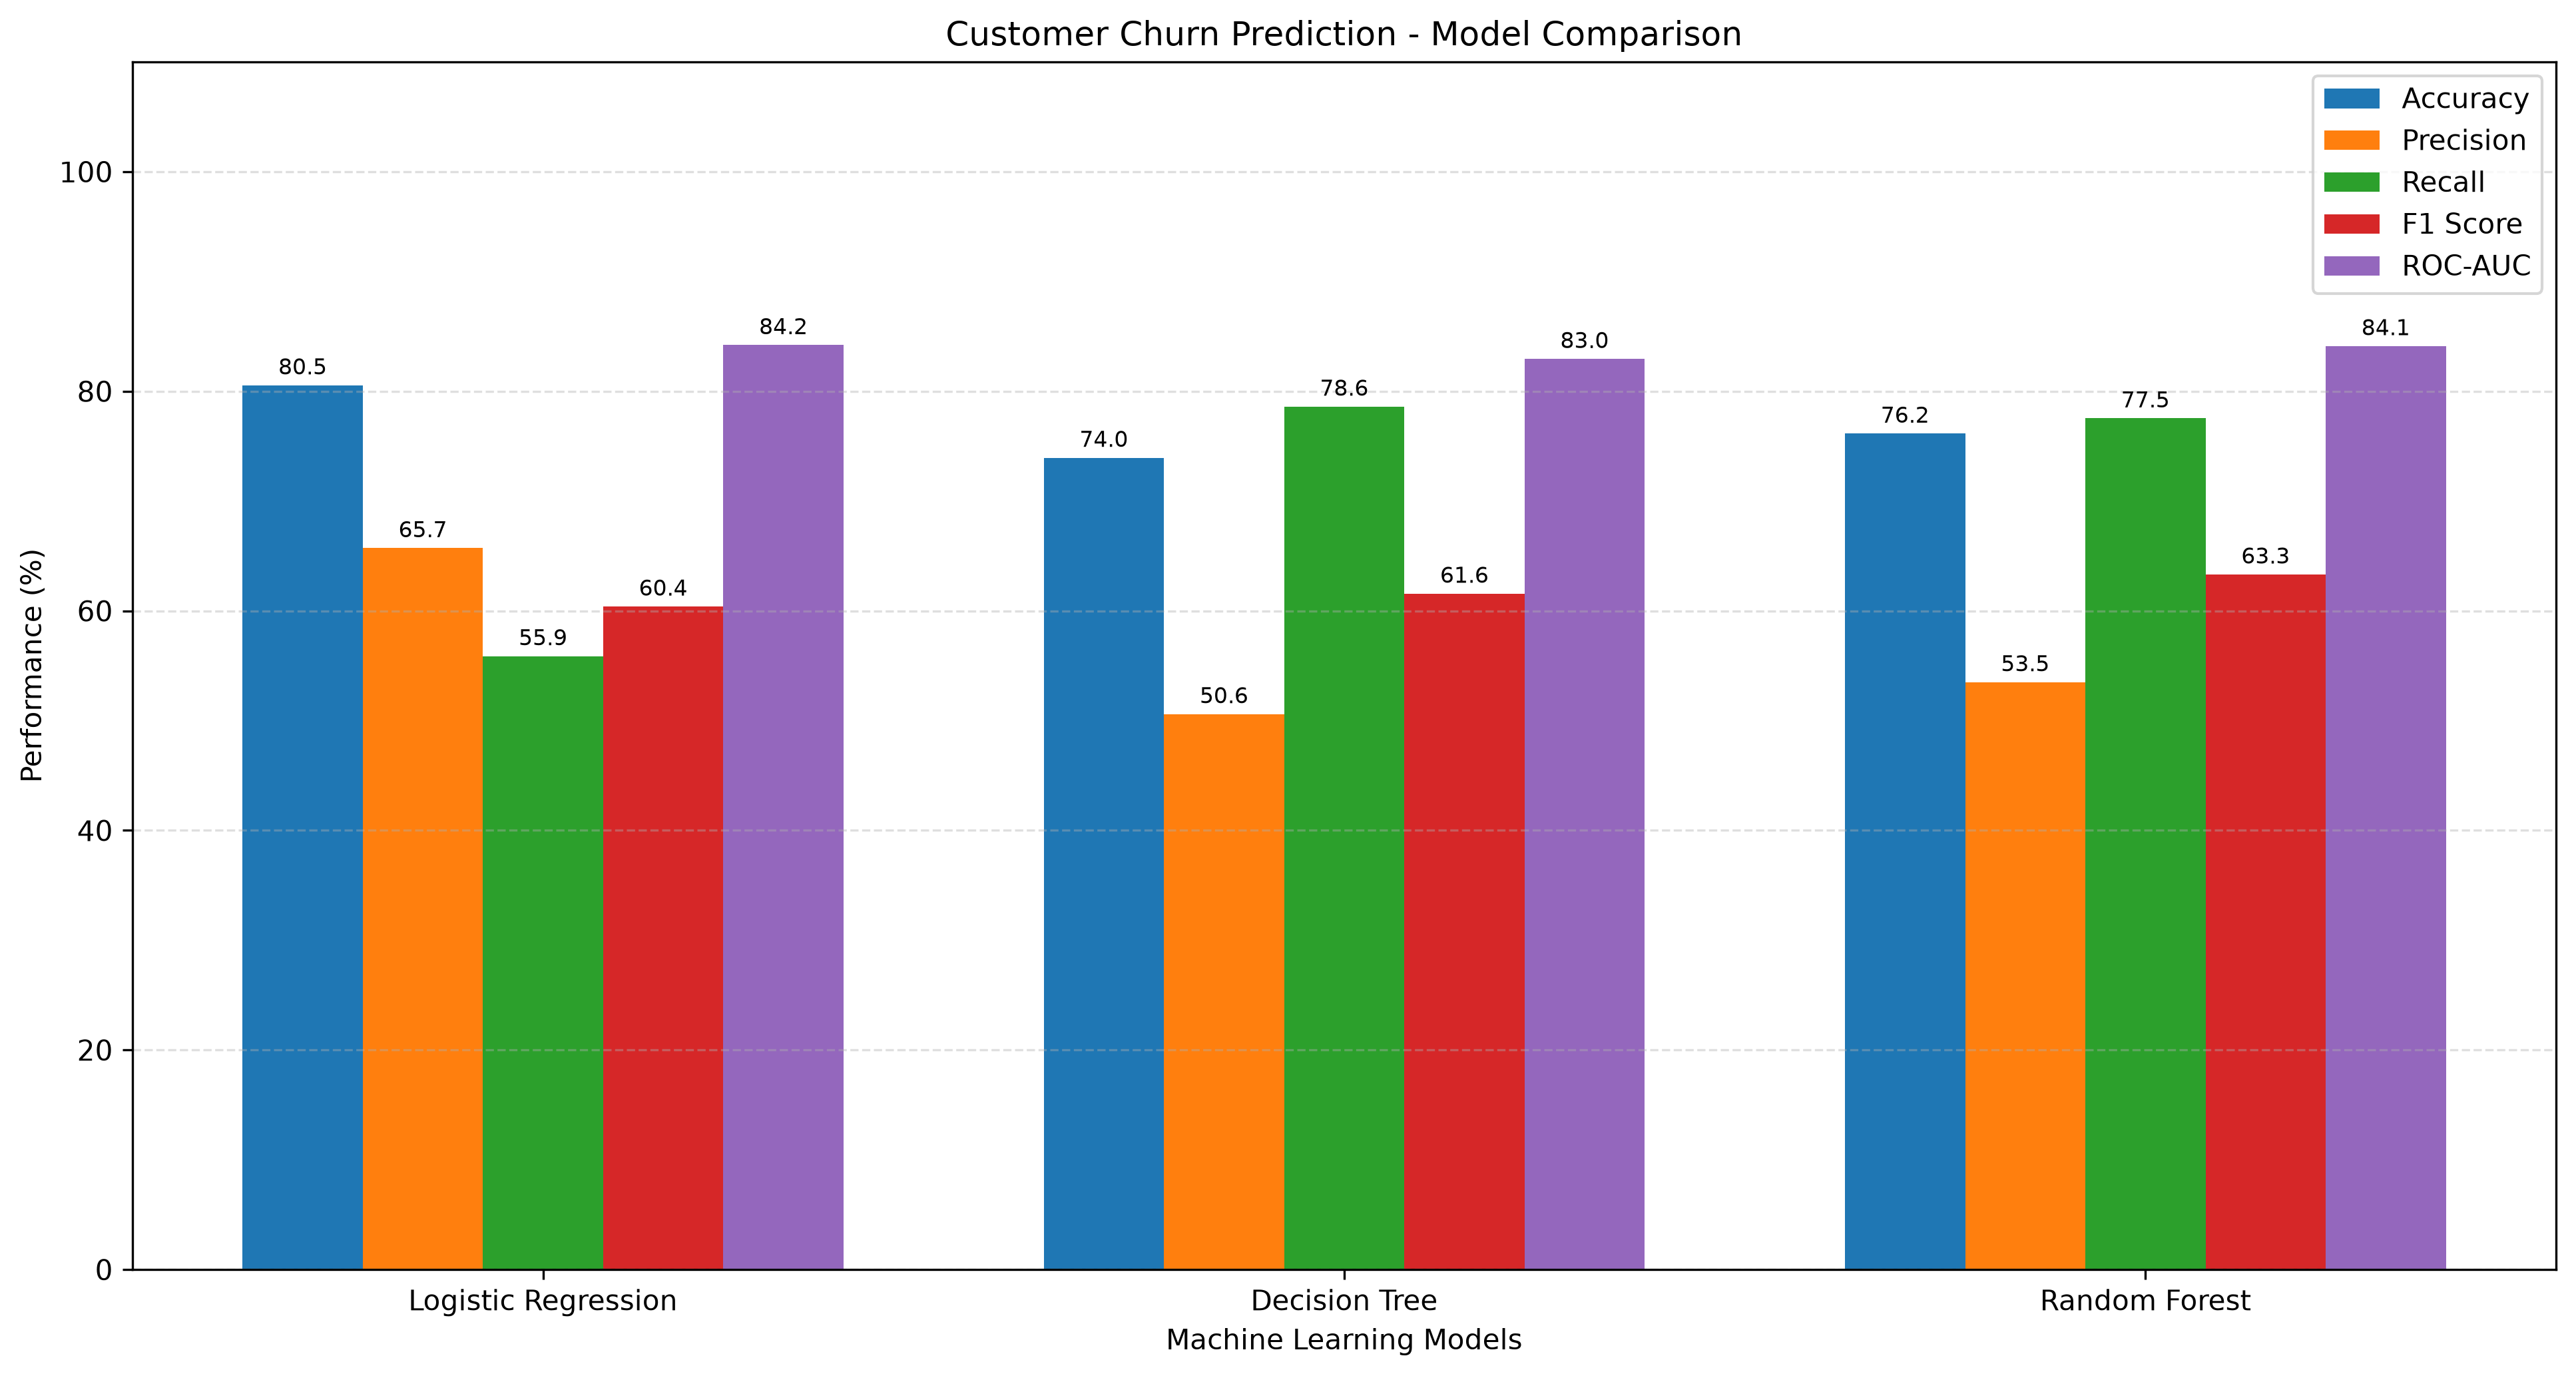 Customer Churn Prediction - Model Comparison
Accuracy
Precision
Recall
F1 Score
ROC-AUC
Performance (%)
100
80
60
40
20
0
80.5
65.7
55.9
60.4
84.2
74.0
50.6
78.6
61.6
83.0
76.2
53.5
77.5
63.3
84.1
Logistic Regression
Decision Tree
Random Forest
Machine Learning Models